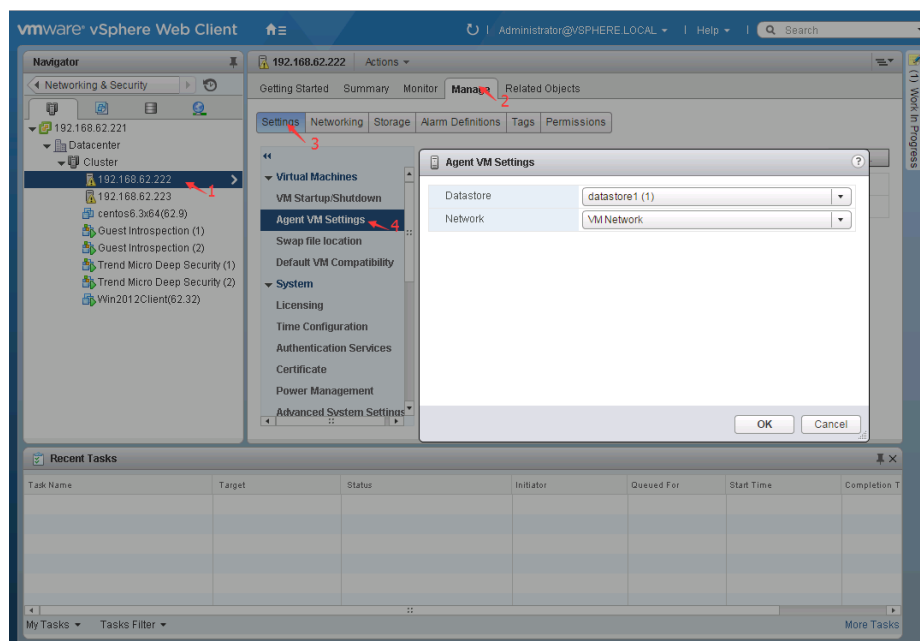 vmware® vSphere Web Client
Administrator@VSPHERE.LOCAL
Help
Search
Navigator
192.168.62.222 Actions
Networking & Security
Getting Started Summary Monitor Manage Related Objects
2
192.168.62.221
Settings Networking Storage Alarm Definitions Tags Permissions
3
Datacenter
Cluster
192.168.62.222
1
192.168.62.223
centos6.3x64(62.9)
Guest Introspection (1)
Guest Introspection (2)
Trend Micro Deep Security (1)
Trend Micro Deep Security (2)
Win2012Client(62.32)
Virtual Machines
VM Startup/Shutdown
Agent VM Settings
4
Swap file location
Default VM Compatibility
System
Licensing
Time Configuration
Authentication Services
Certificate
Power Management
Advanced System Settings
Agent VM Settings
?
Datastore datastore1 (1)
Network VM Network
OK Cancel
(1) Work In Progress
Recent Tasks
Task Name Target Status Initiator Queued For Start Time Completion T
My Tasks Tasks Filter More Tasks